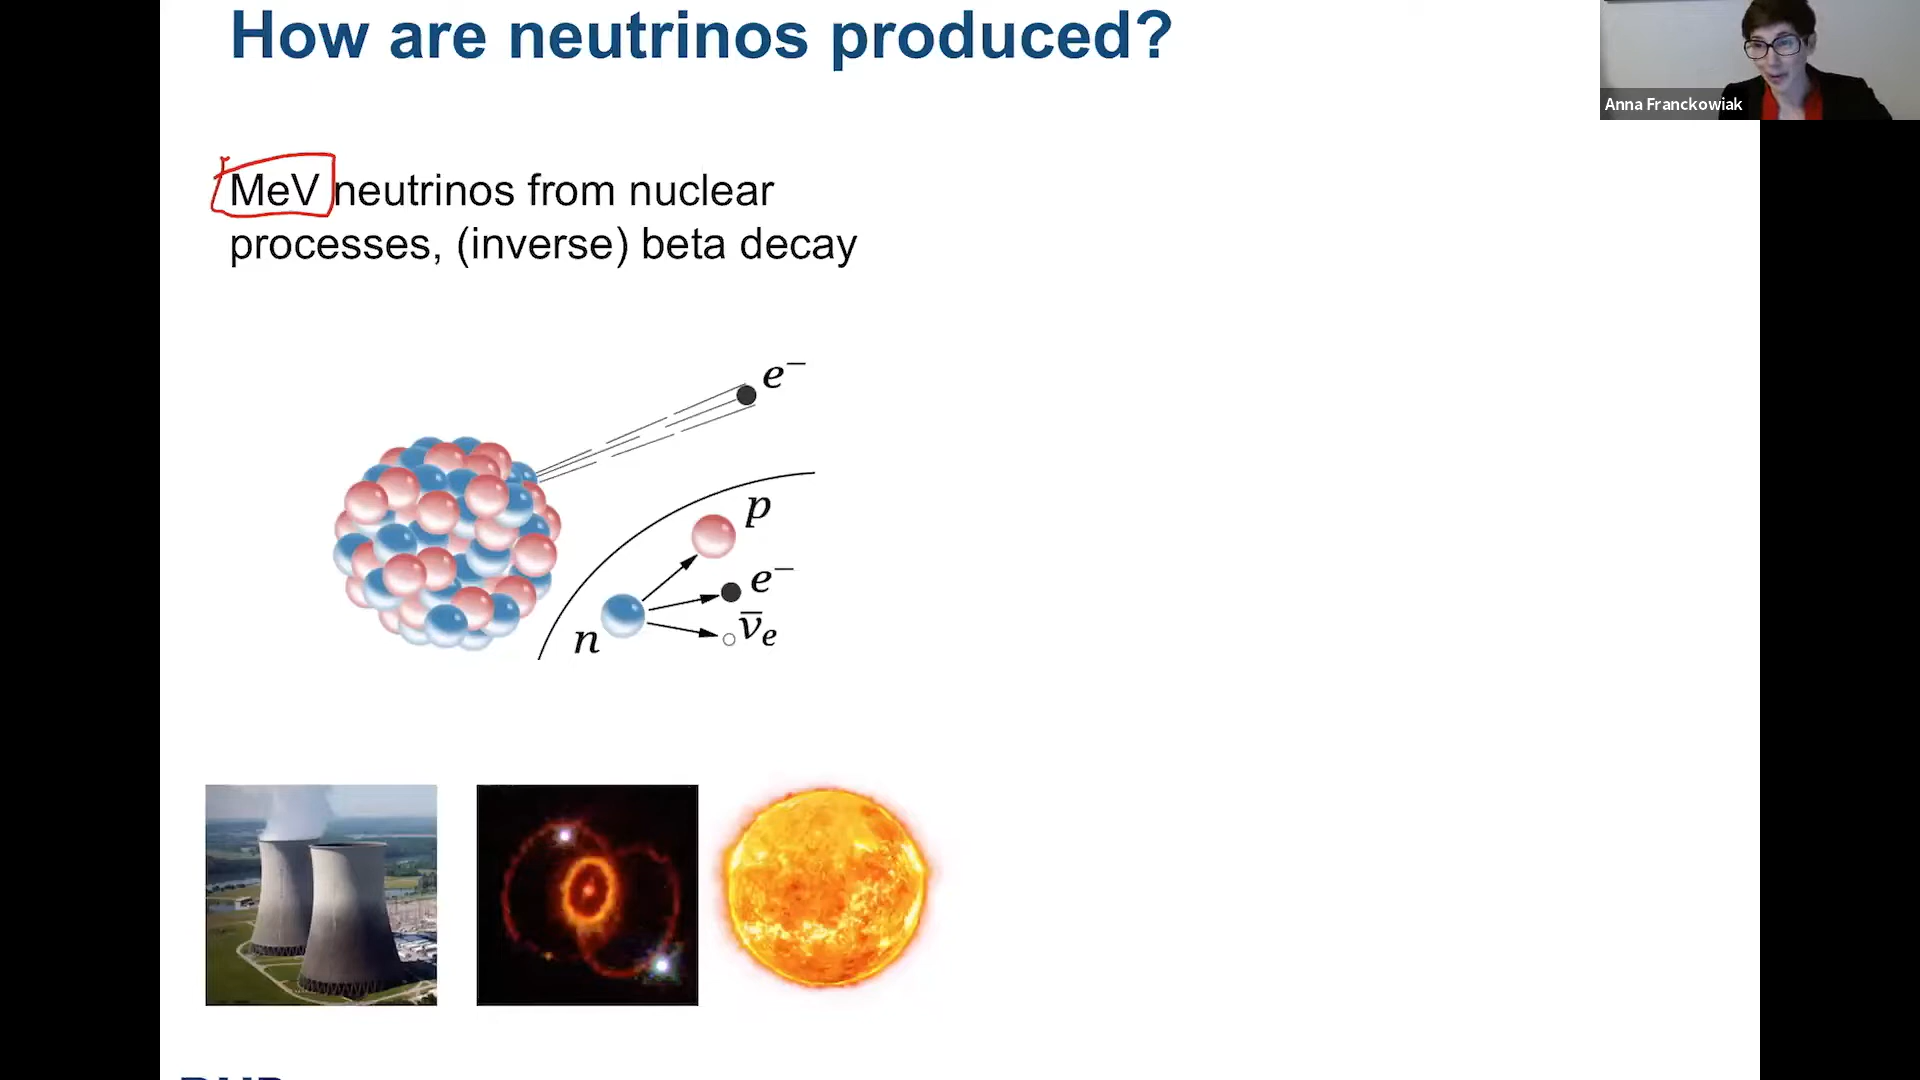 How are neutrinos produced?
Anna Franckowiak
MeV neutrinos from nuclear
processes, (inverse) beta decay
e⁻
p
e⁻
n
ν̅ₑ